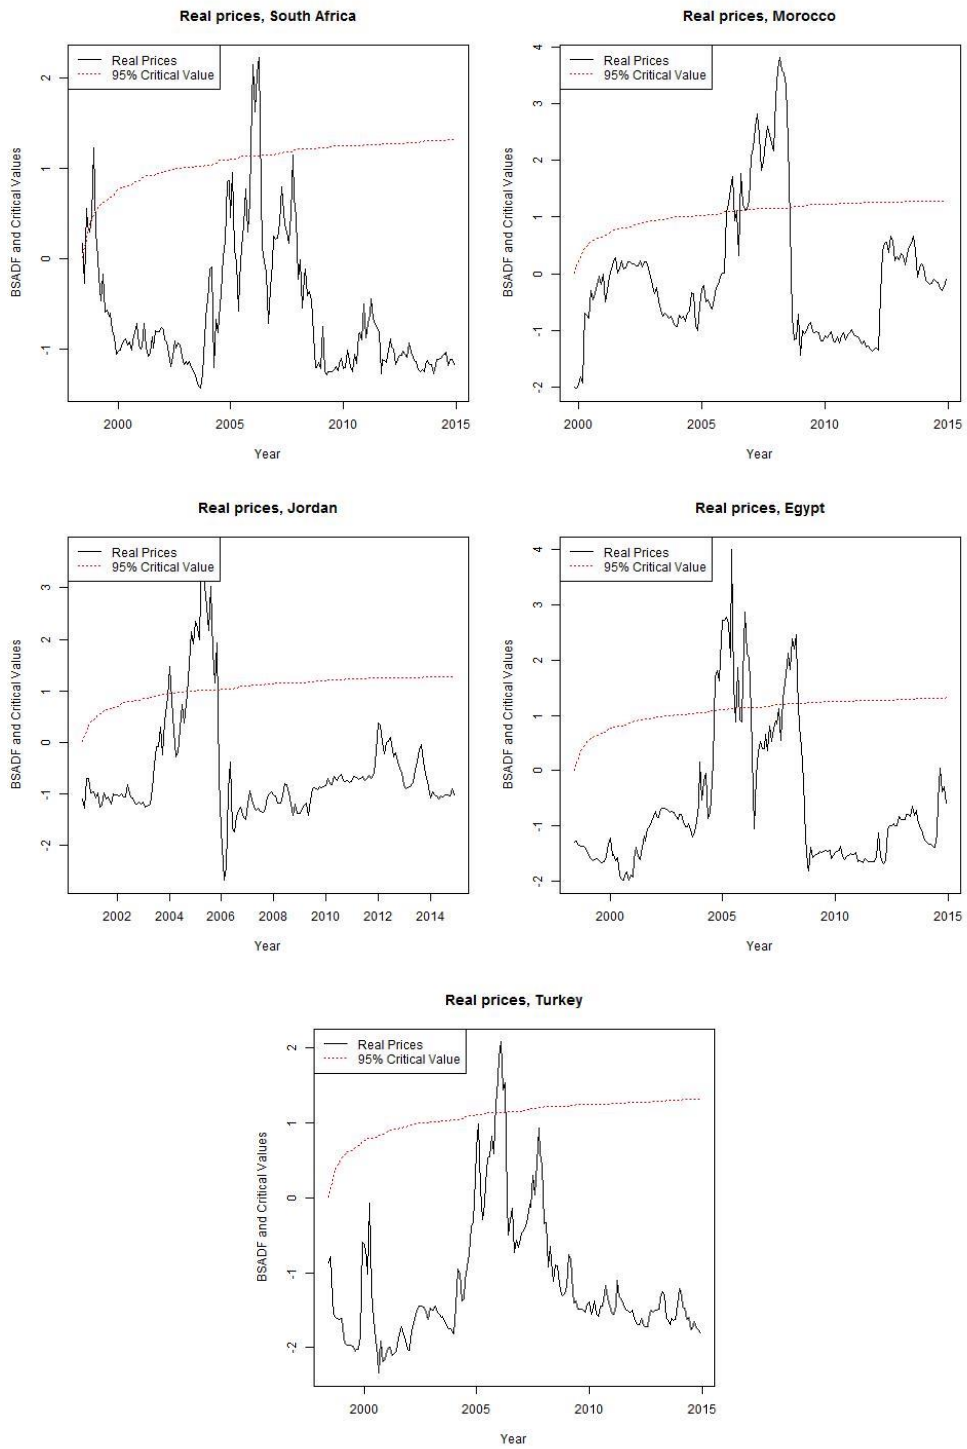 Real prices, South Africa
Real Prices
95% Critical Value
BSADF and Critical Values
2
1
0
-1
2000
2005
2010
2015
Year
Real prices, Morocco
Real Prices
95% Critical Value
BSADF and Critical Values
4
3
2
1
0
-1
-2
2000
2005
2010
2015
Year
Real prices, Jordan
Real Prices
95% Critical Value
BSADF and Critical Values
3
2
1
0
-1
-2
2002
2004
2006
2008
2010
2012
2014
Year
Real prices, Egypt
Real Prices
95% Critical Value
BSADF and Critical Values
4
3
2
1
0
-1
-2
2000
2005
2010
2015
Year
Real prices, Turkey
Real Prices
95% Critical Value
BSADF and Critical Values
2
1
0
-1
-2
2000
2005
2010
2015
Year